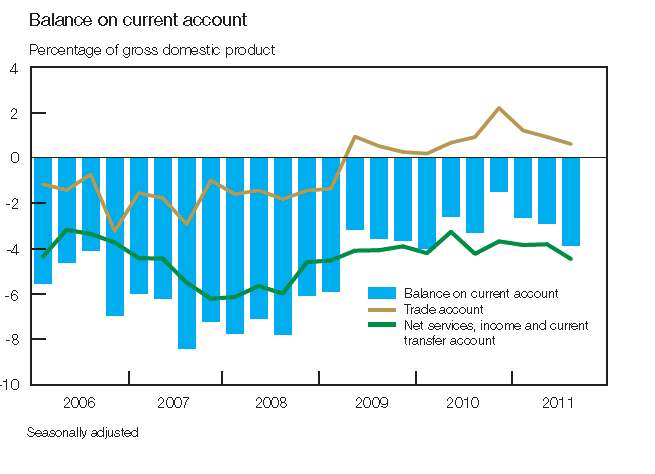 Balance on current account
Percentage of gross domestic product
4
2
0
-2
-4
-6
-8
-10
Balance on current account
Trade account
Net services, income and current
transfer account
2006 2007 2008 2009 2010 2011
Seasonally adjusted